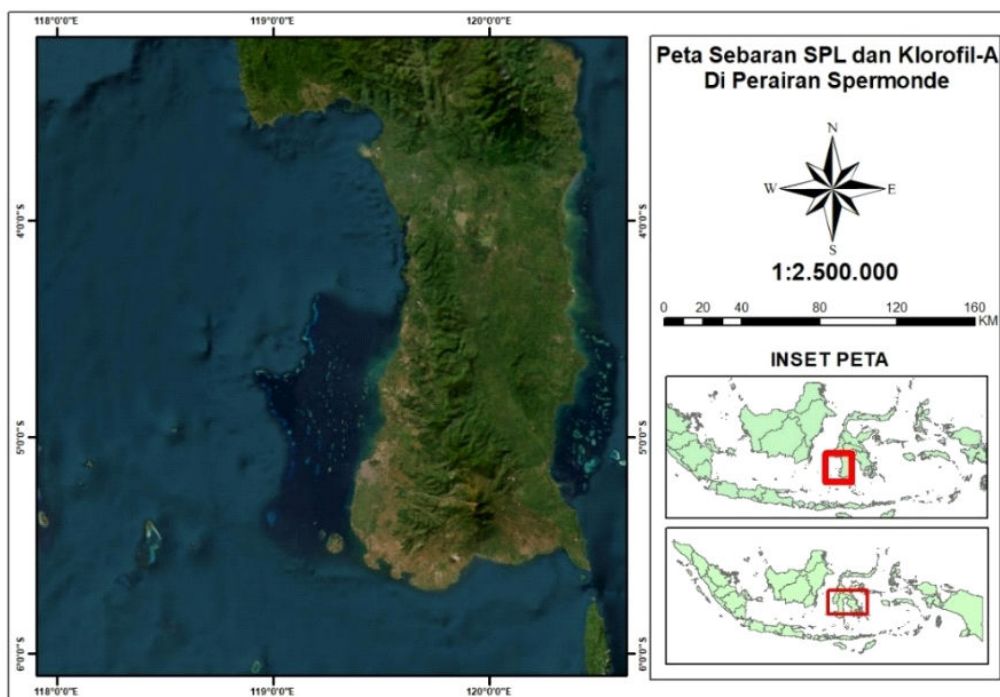 118°0'0"E
119°0'0"E
120°0'0"E
4°0'0"S
5°0'0"S
6°0'0"S
4°0'0"S
5°0'0"S
6°0'0"S
118°0'0"E
119°0'0"E
120°0'0"E
Peta Sebaran SPL dan Klorofil-A
Di Perairan Spermonde
N
W
E
S
1:2.500.000
0 20 40 80 120 160
KM
INSET PETA